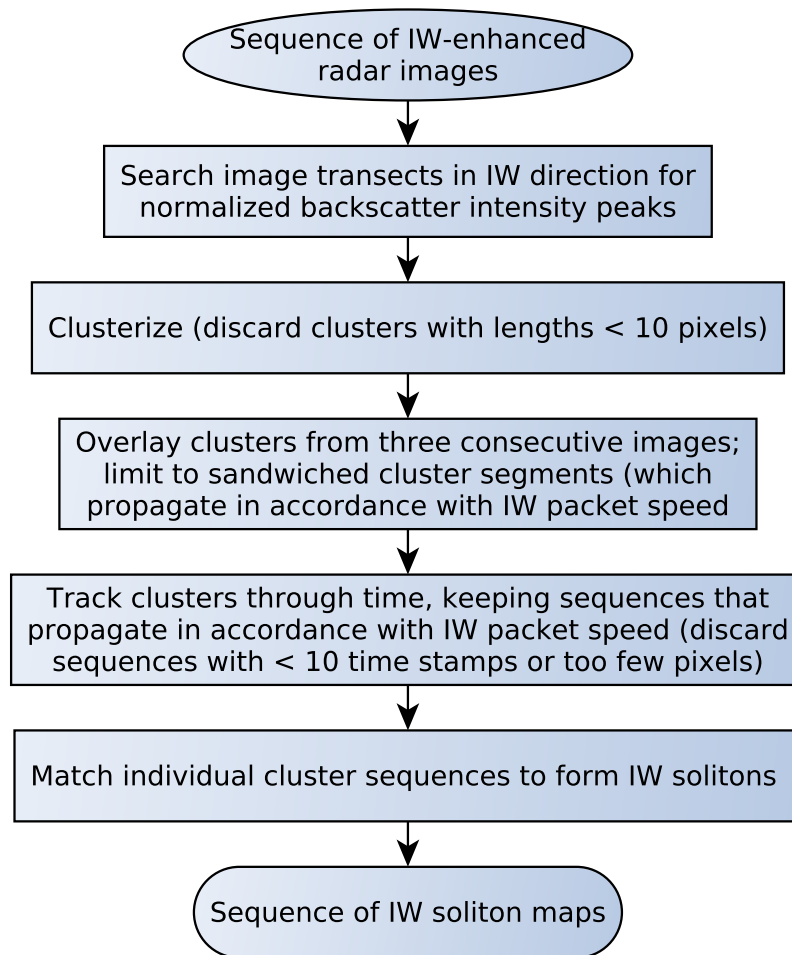 Sequence of IW-enhanced
radar images
Search image transects in IW direction for
normalized backscatter intensity peaks
Clusterize (discard clusters with lengths < 10 pixels)
Overlay clusters from three consecutive images;
limit to sandwiched cluster segments (which
propagate in accordance with IW packet speed
Track clusters through time, keeping sequences that
propagate in accordance with IW packet speed (discard
sequences with < 10 time stamps or too few pixels)
Match individual cluster sequences to form IW solitons
Sequence of IW soliton maps